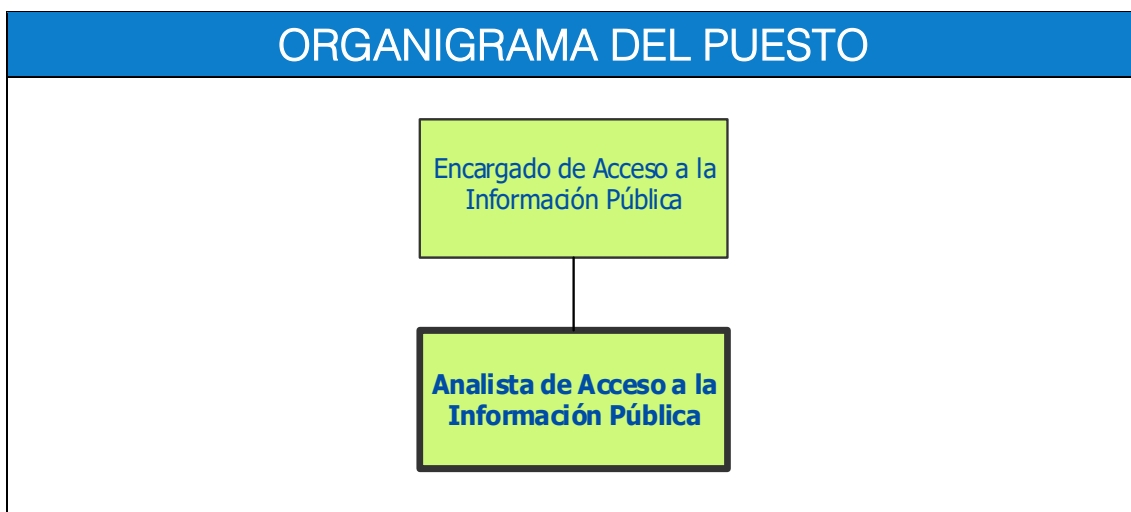 ORGANIGRAMA DEL PUESTO
Encargado de Acceso a la
Información Pública
Analista de Acceso a la
Información Pública